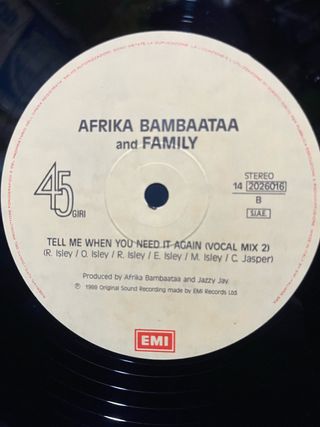 AFRIKA BAMBAATAA
and FAMILY
45
GIRI
STEREO
14 2026016
B
S.I.A.E.
TELL ME WHEN YOU NEED IT AGAIN (VOCAL MIX 2)
(R. Isley / O. Isley / R. Isley / E. Isley / M. Isley / C. Jasper)
Produced by Afrika Bambaataa and Jazzy Jay
℗ 1988 Original Sound Recording made by EMI Records Ltd.
EMI